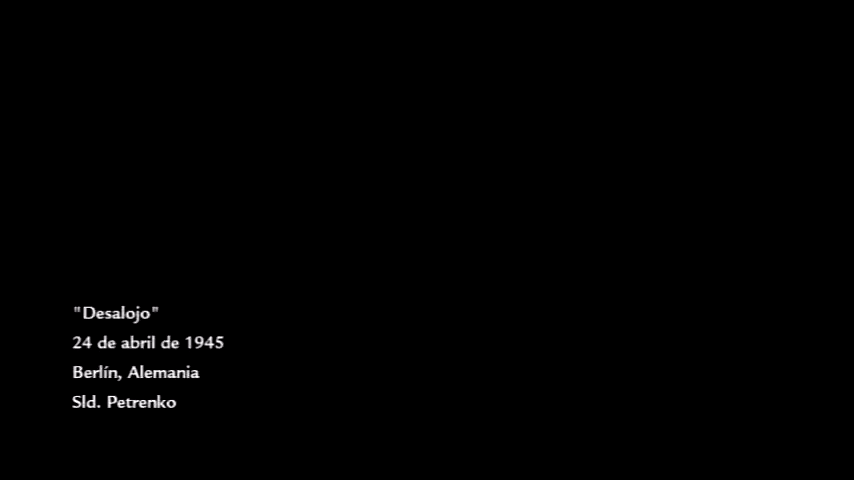 "Desalojo"
24 de abril de 1945
Berlín, Alemania
Sld. Petrenko